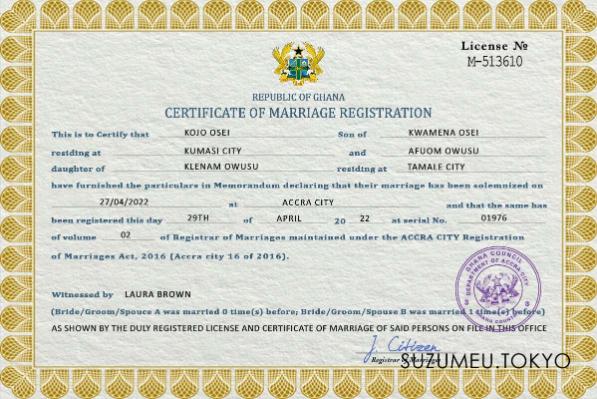 License №
M-513610
REPUBLIC OF GHANA
CERTIFICATE OF MARRIAGE REGISTRATION
This is to Certify that KOJO OSEI Son of KWAMENA OSEI
residing at KUMASI CITY and AFUOM OWUSU
daughter of KLENAM OWUSU residing at TAMALE CITY
have furnished the particulars in Memorandum declaring that their marriage has been solemnized on
27/04/2022 at ACCRA CITY and that the same has
been registered this day 29TH of APRIL 20 22 at serial No. 01976
of volume 02 of Registrar of Marriages maintained under the ACCRA CITY Registration
of Marriages Act, 2016 (Accra city 16 of 2016).
GHANA COUNCIL
DEPARTMENT OF ACCRA CITY
GHANA COUNCIL
Witnessed by LAURA BROWN
(Bride/Groom/Spouce A was married 0 time(s) before; Bride/Groom/Spouse B was married 1 time(s) before)
AS SHOWN BY THE DULY REGISTERED LICENSE AND CERTIFICATE OF MARRIAGE OF SAID PERSONS ON FILE IN THIS OFFICE
J. Citizen
Registrar of Marriages
SUZUMEU.TOKYO